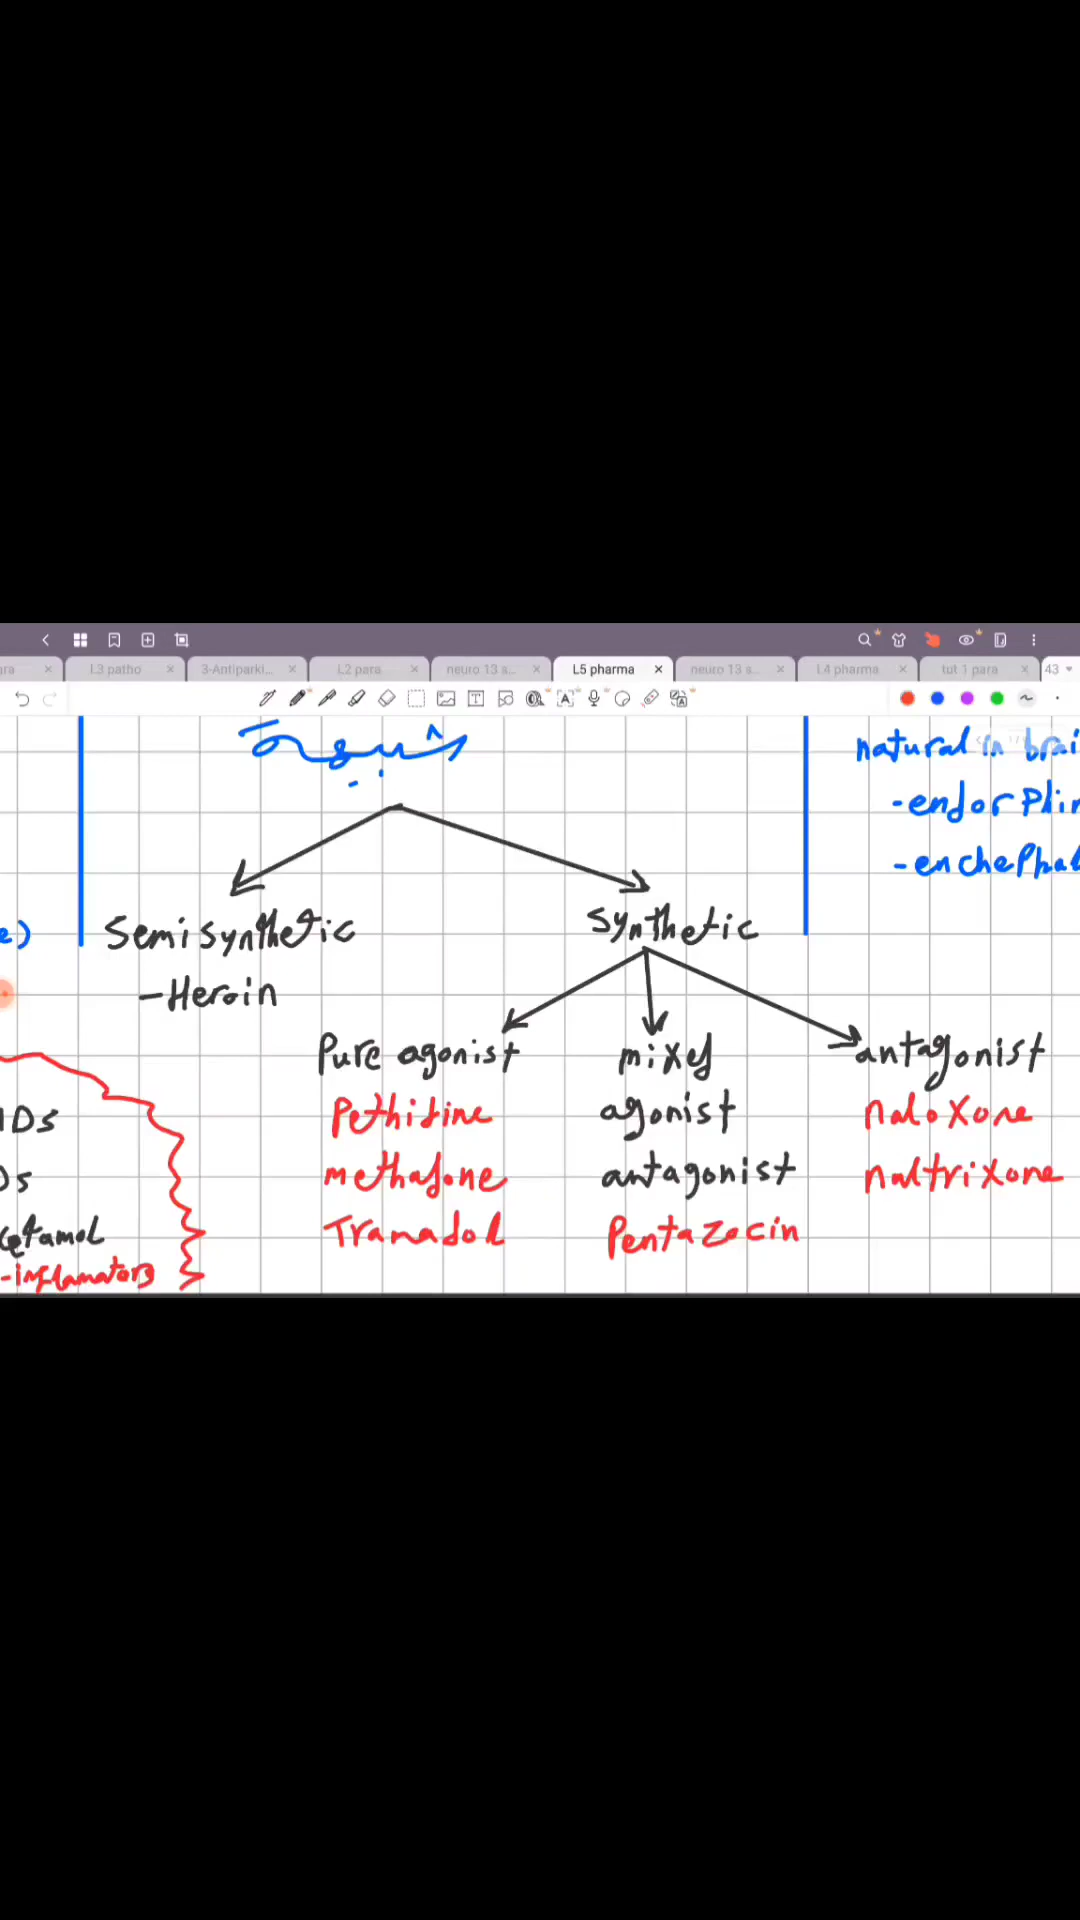 ara
L3 patho
3-Antiparki...
L2 para
neuro 13 s...
L5 pharma
neuro 13 s...
L4 pharma
tut 1 para
43
natural in brai
-endorphin
-encephal
e)
Semisynthetic
synthetic
-Heroin
Pure agonist
mixed
antagonist
IDs
Pethidine
agonist
naloxone
Ds
methadone
antagonist
naltrixone
cetamol
Tramadol
Pentazocin
-inflamatory